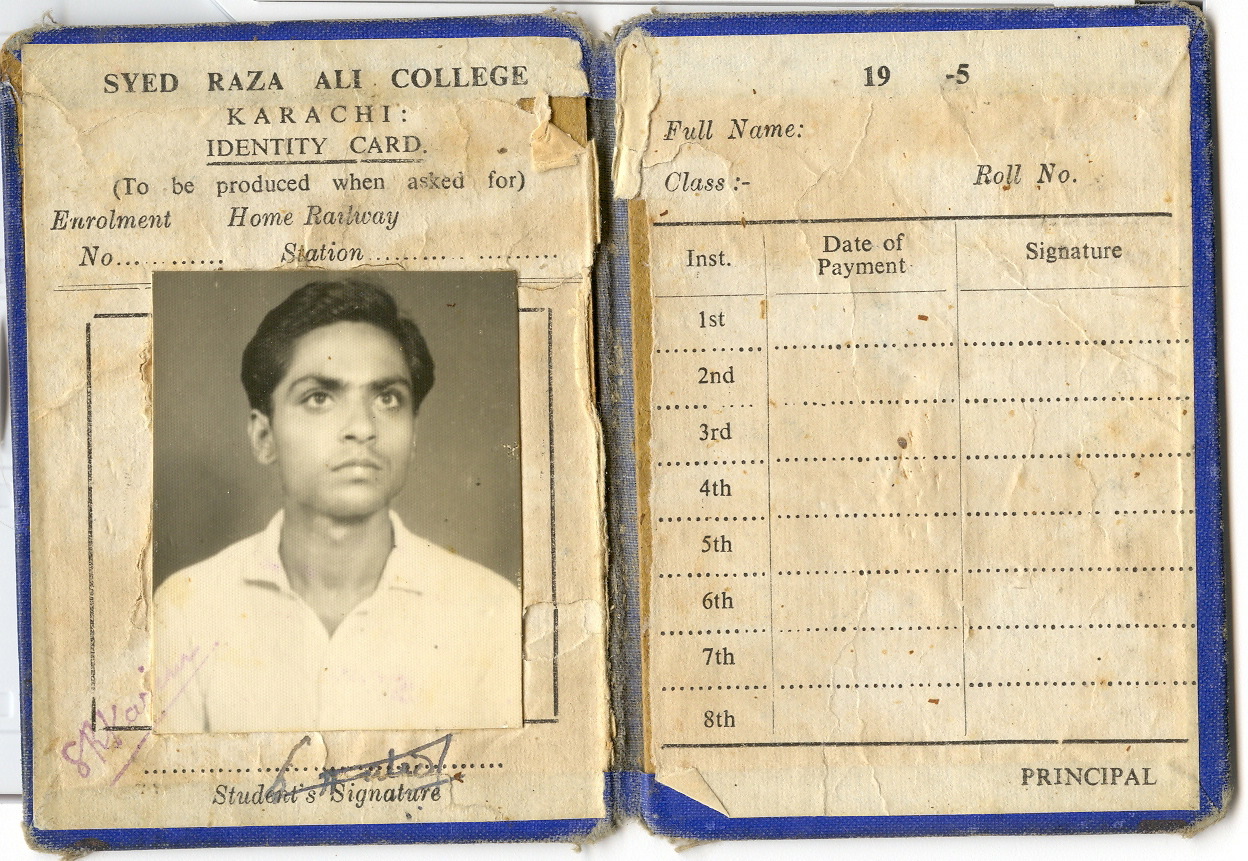 SYED RAZA ALI COLLEGE
KARACHI:
IDENTITY CARD.
(To be produced when asked for)
Enrolment Home Railway
No............ Station.......................
Student's Signature
19 -5
Full Name:
Class :- Roll No.
Inst. Date of Payment Signature
1st
2nd
3rd
4th
5th
6th
7th
8th
PRINCIPAL